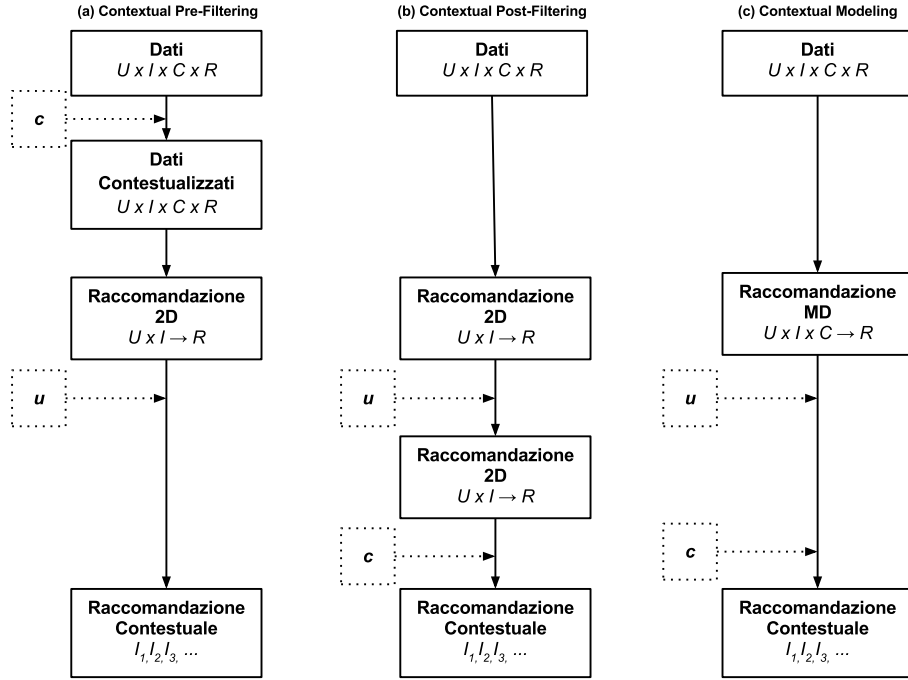 (a) Contextual Pre-Filtering
Dati
U x I x C x R
c
Dati
Contestualizzati
U x I x C x R
Raccomandazione
2D
U x I → R
u
Raccomandazione
Contestuale
I1, I2, I3, ...
(b) Contextual Post-Filtering
Dati
U x I x C x R
Raccomandazione
2D
U x I → R
u
Raccomandazione
2D
U x I → R
c
Raccomandazione
Contestuale
I1, I2, I3, ...
(c) Contextual Modeling
Dati
U x I x C x R
Raccomandazione
MD
U x I x C → R
u
c
Raccomandazione
Contestuale
I1, I2, I3, ...